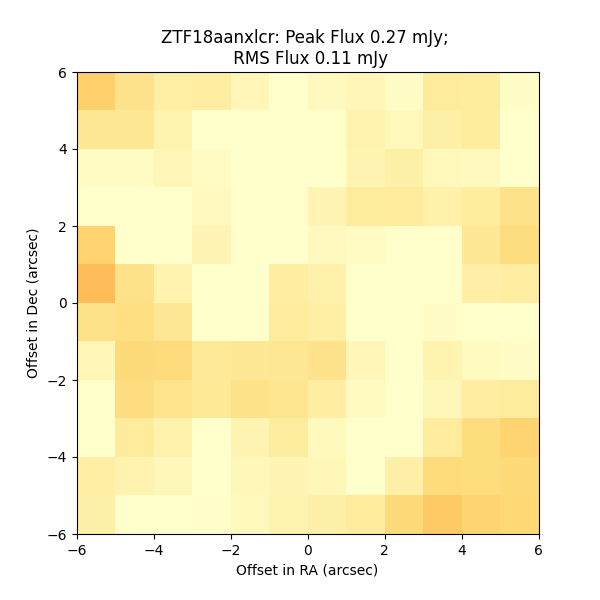 ZTF18aanxlcr: Peak Flux 0.27 mJy;
RMS Flux 0.11 mJy
6
4
2
0
−2
−4
−6
Offset in Dec (arcsec)
−6 −4 −2 0 2 4 6
Offset in RA (arcsec)